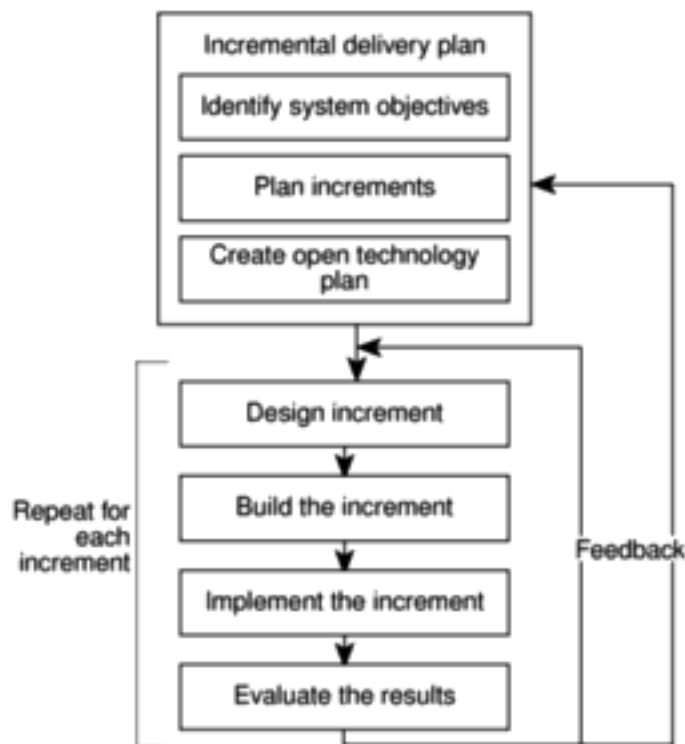 Incremental delivery plan
Identify system objectives
Plan increments
Create open technology
plan
Design increment
Build the increment
Repeat for
each
increment
Feedback
Implement the increment
Evaluate the results